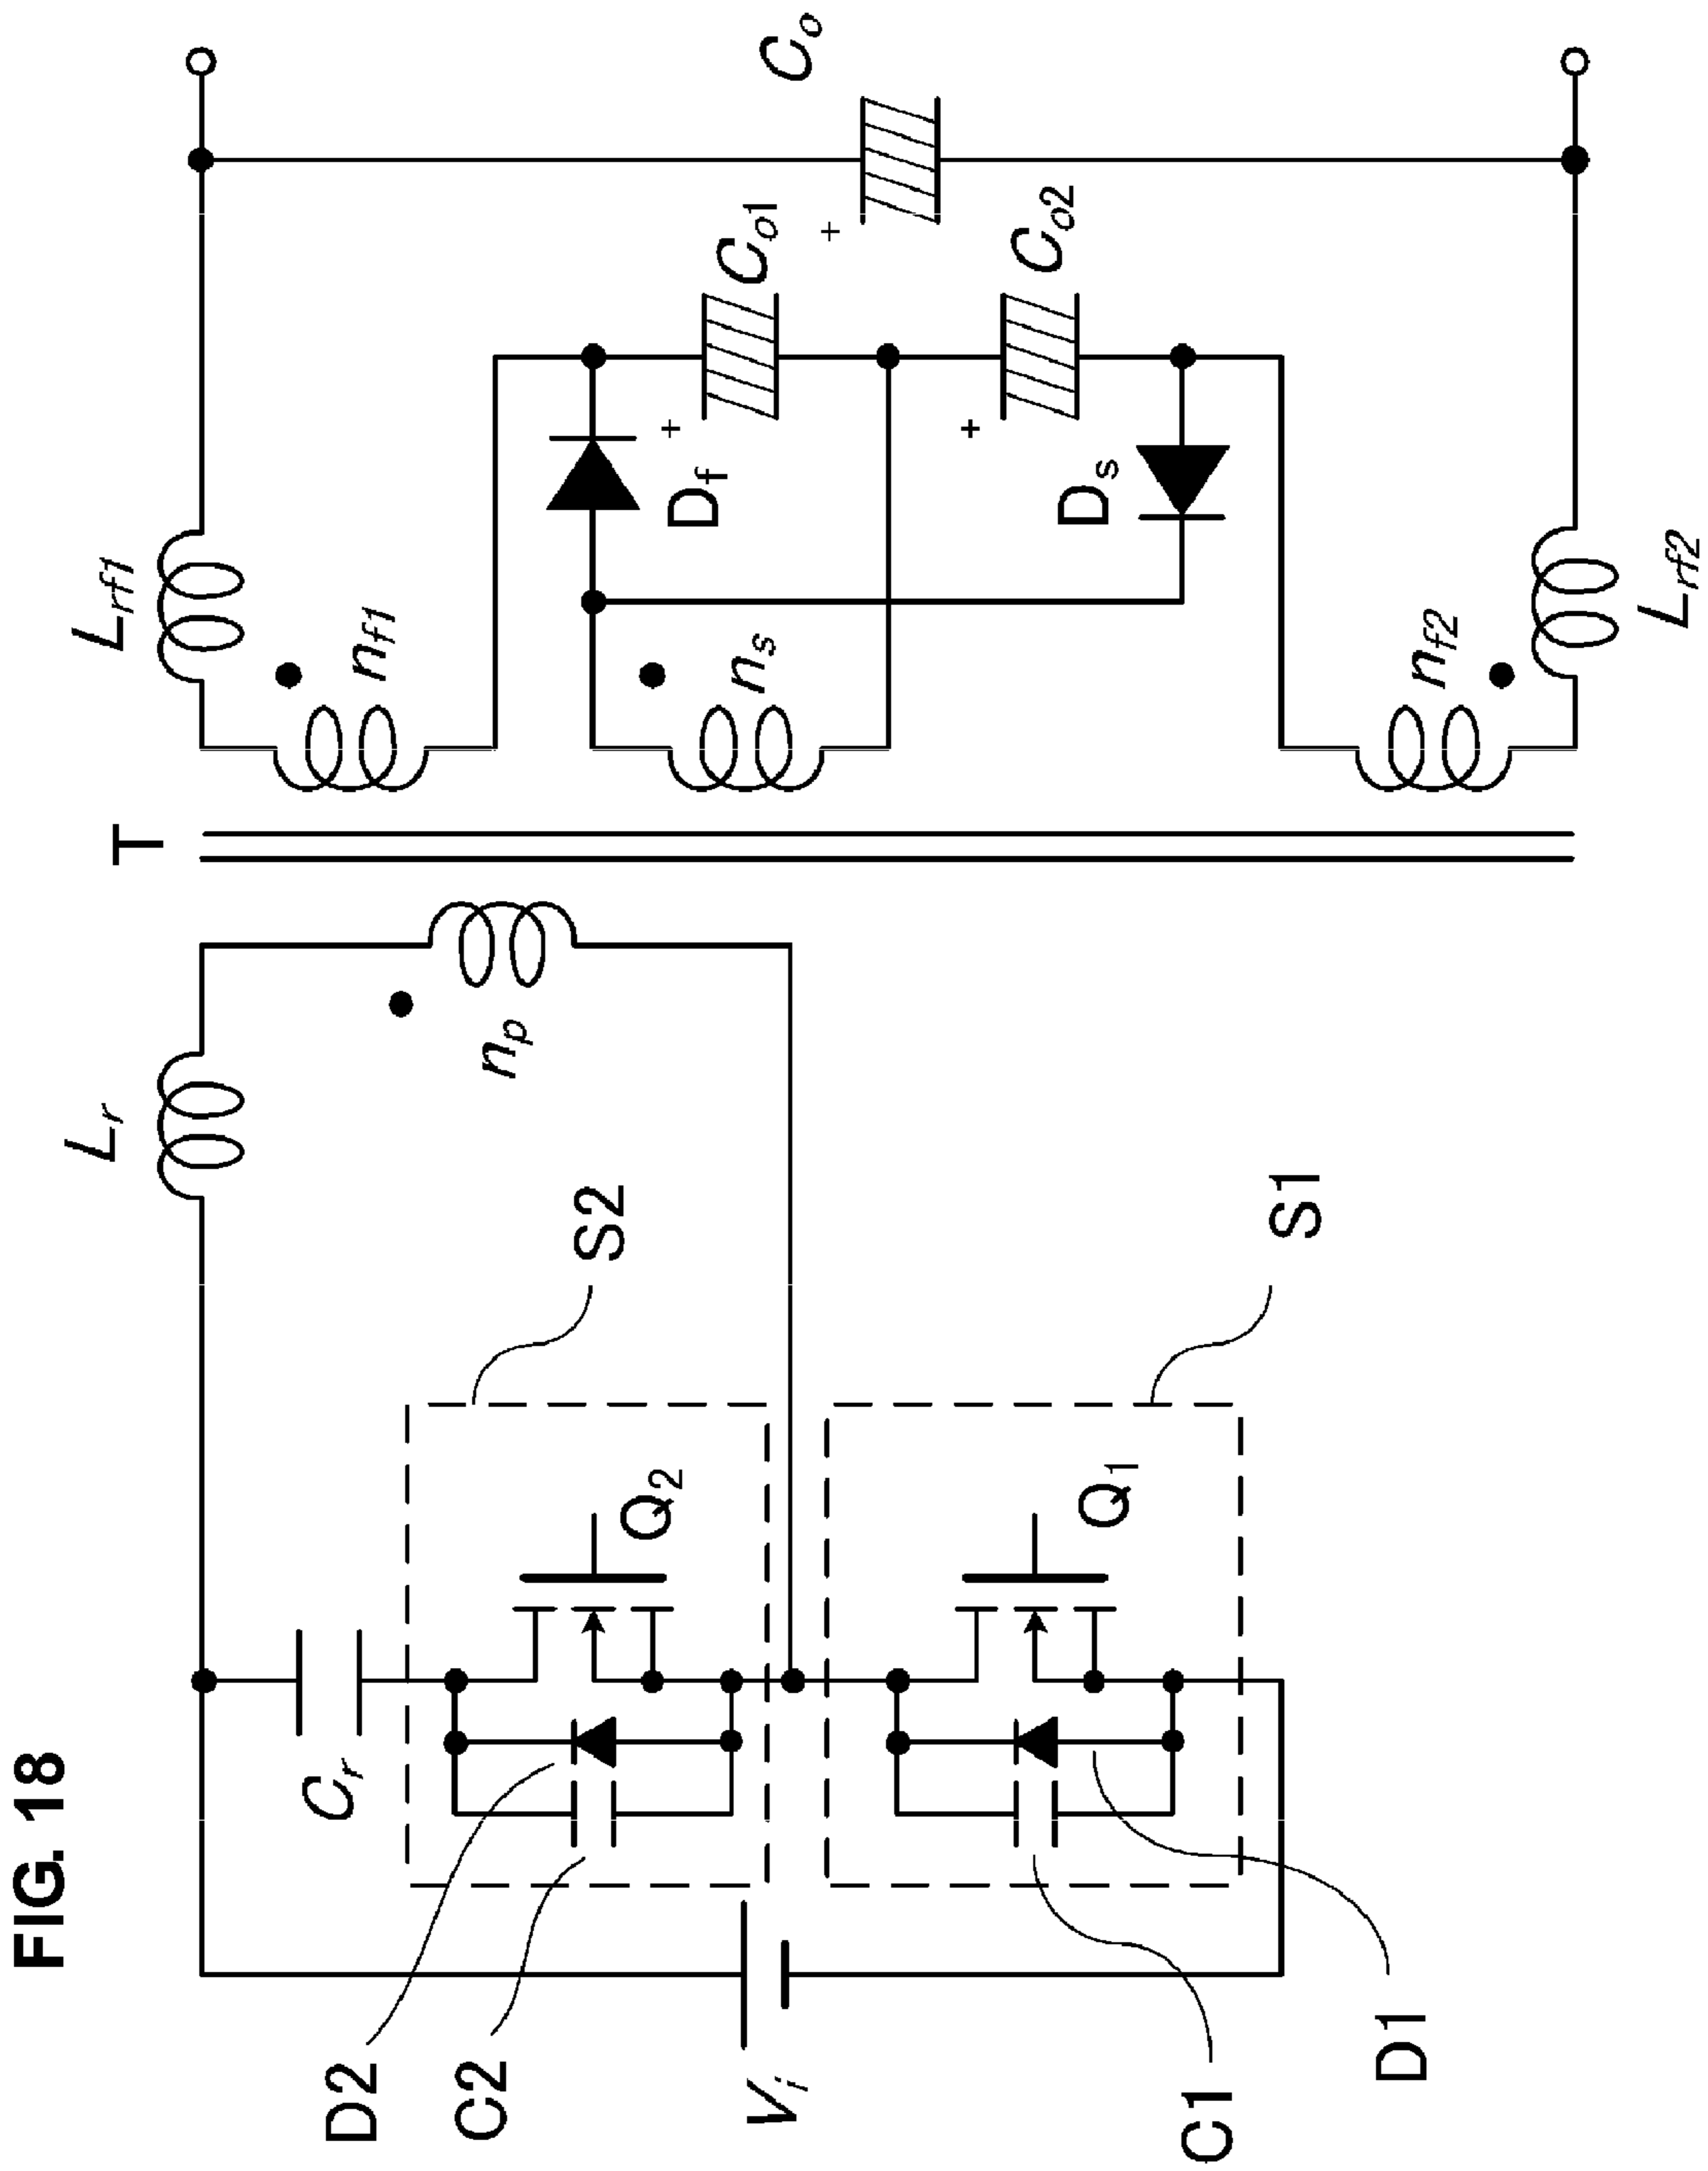 FIG. 18
T
Lr
Lrf1
nf1
Co
np
ns
Co1
+
Cr
S2
Df
+
D2
C2
Q2
Vi
Co2
+
Ds
S1
Q1
C1
D1
nf2
Lrf2